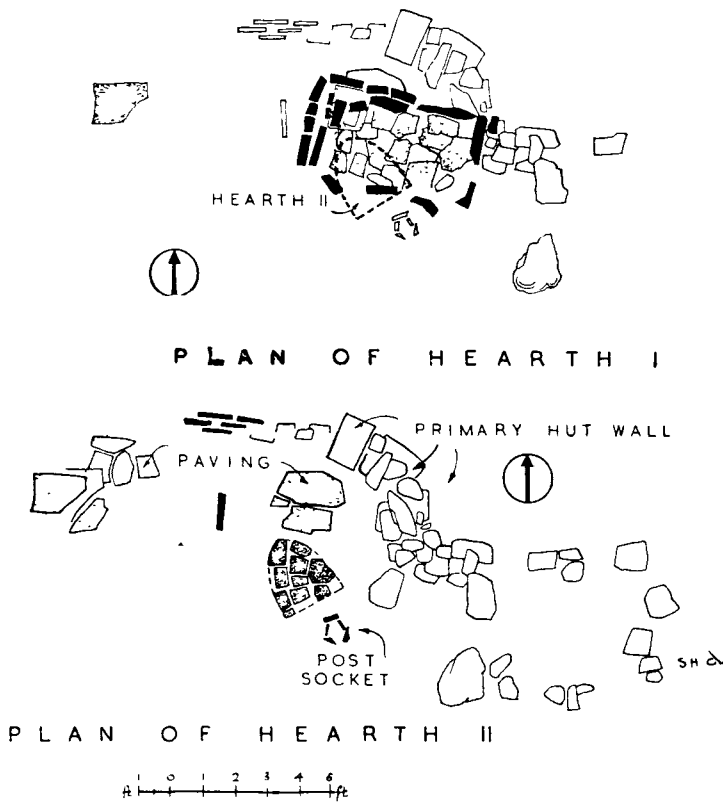 HEARTH II
PLAN OF HEARTH I
PRIMARY HUT WALL
PAVING
POST
SOCKET
PLAN OF HEARTH II
ft 1 0 1 2 3 4 5 6 ft